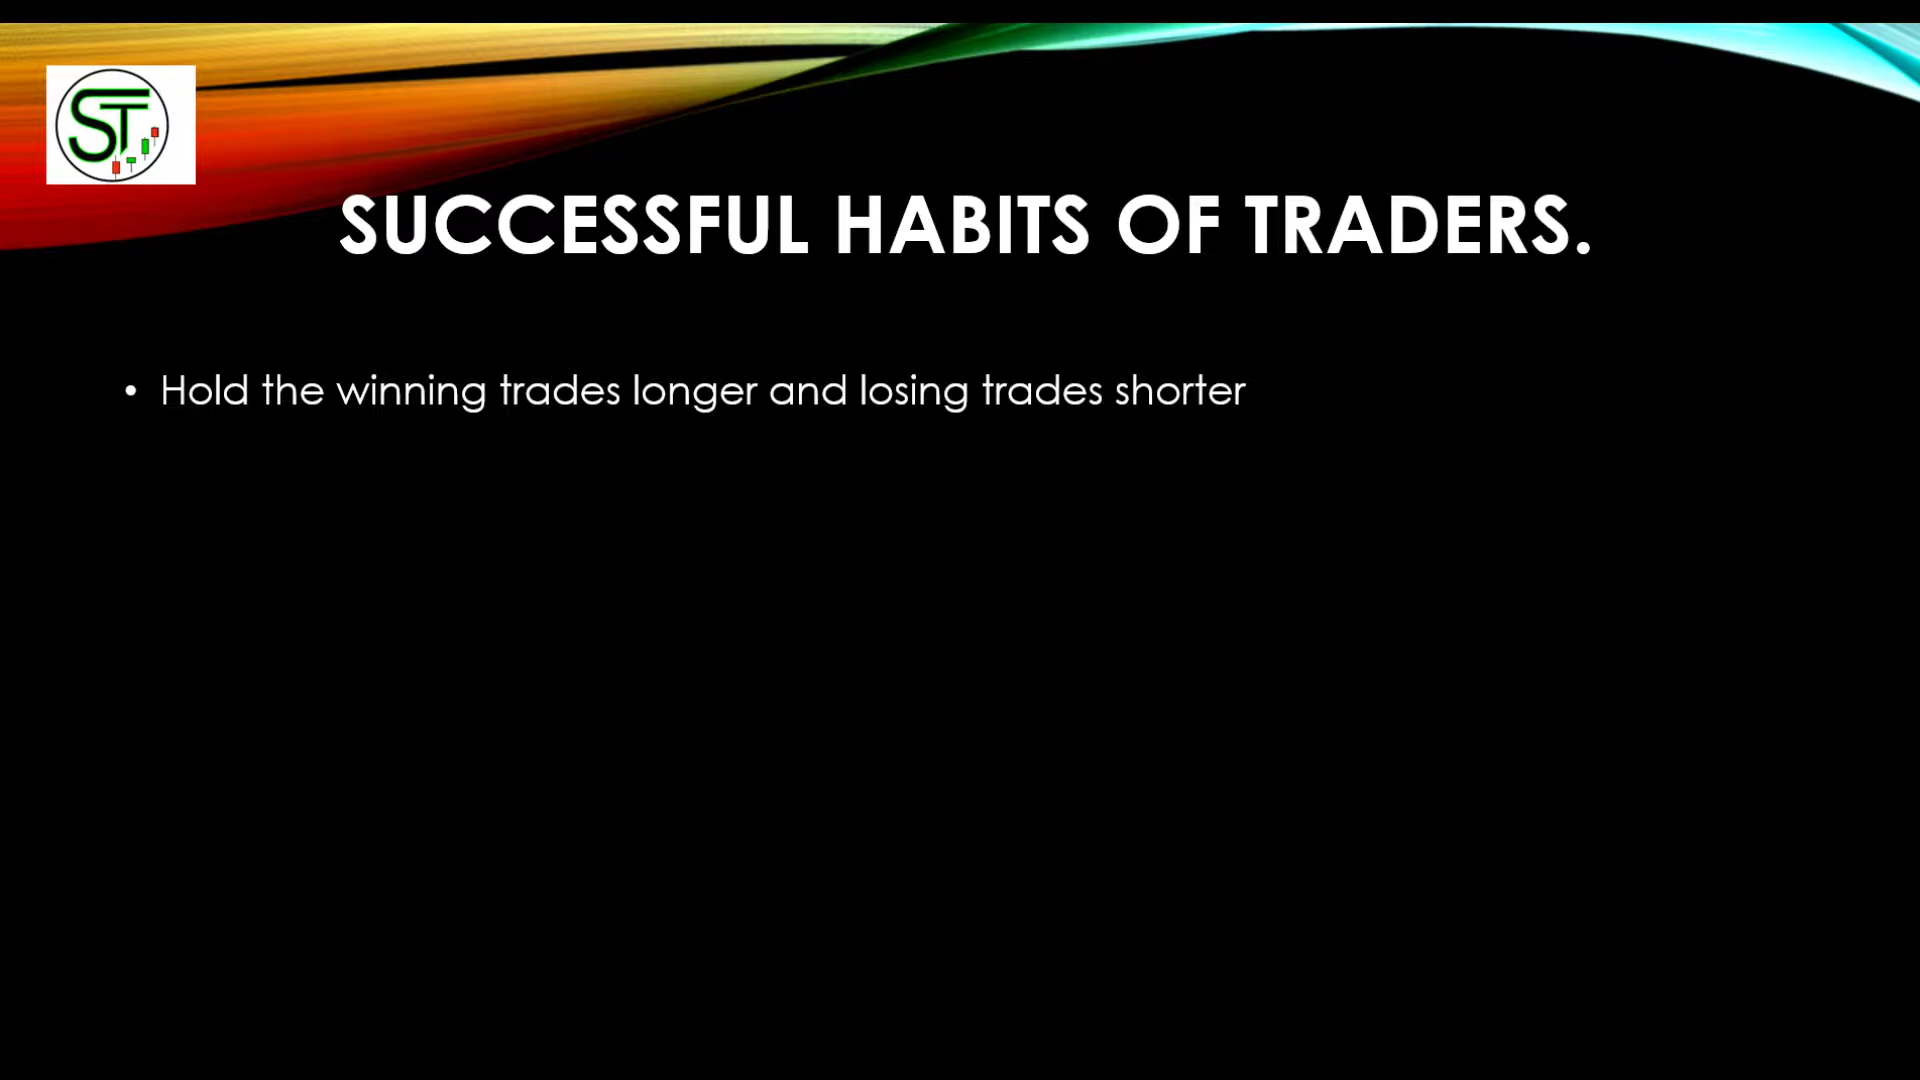 ST
SUCCESSFUL HABITS OF TRADERS.
• Hold the winning trades longer and losing trades shorter